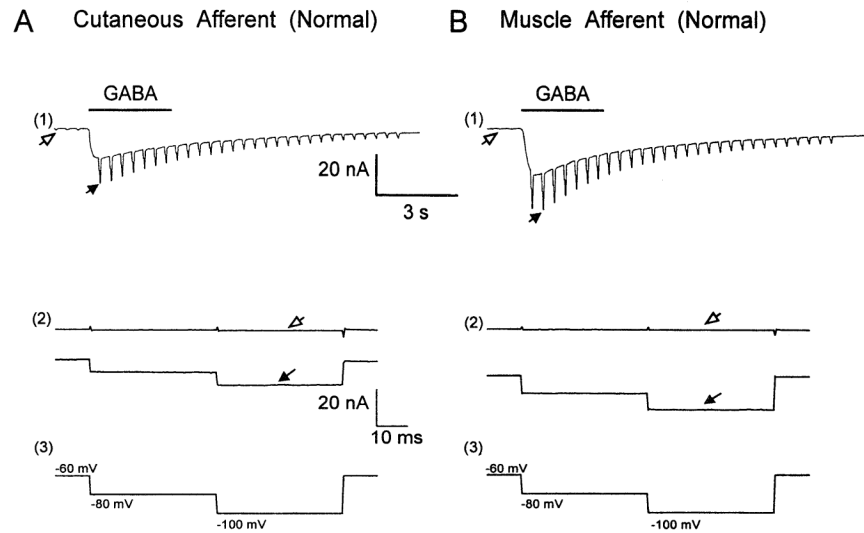 A Cutaneous Afferent (Normal)
GABA
(1)
20 nA
3 s
(2)
20 nA
10 ms
(3)
-60 mV
-80 mV
-100 mV
B Muscle Afferent (Normal)
GABA
(1)
(2)
(3)
-60 mV
-80 mV
-100 mV